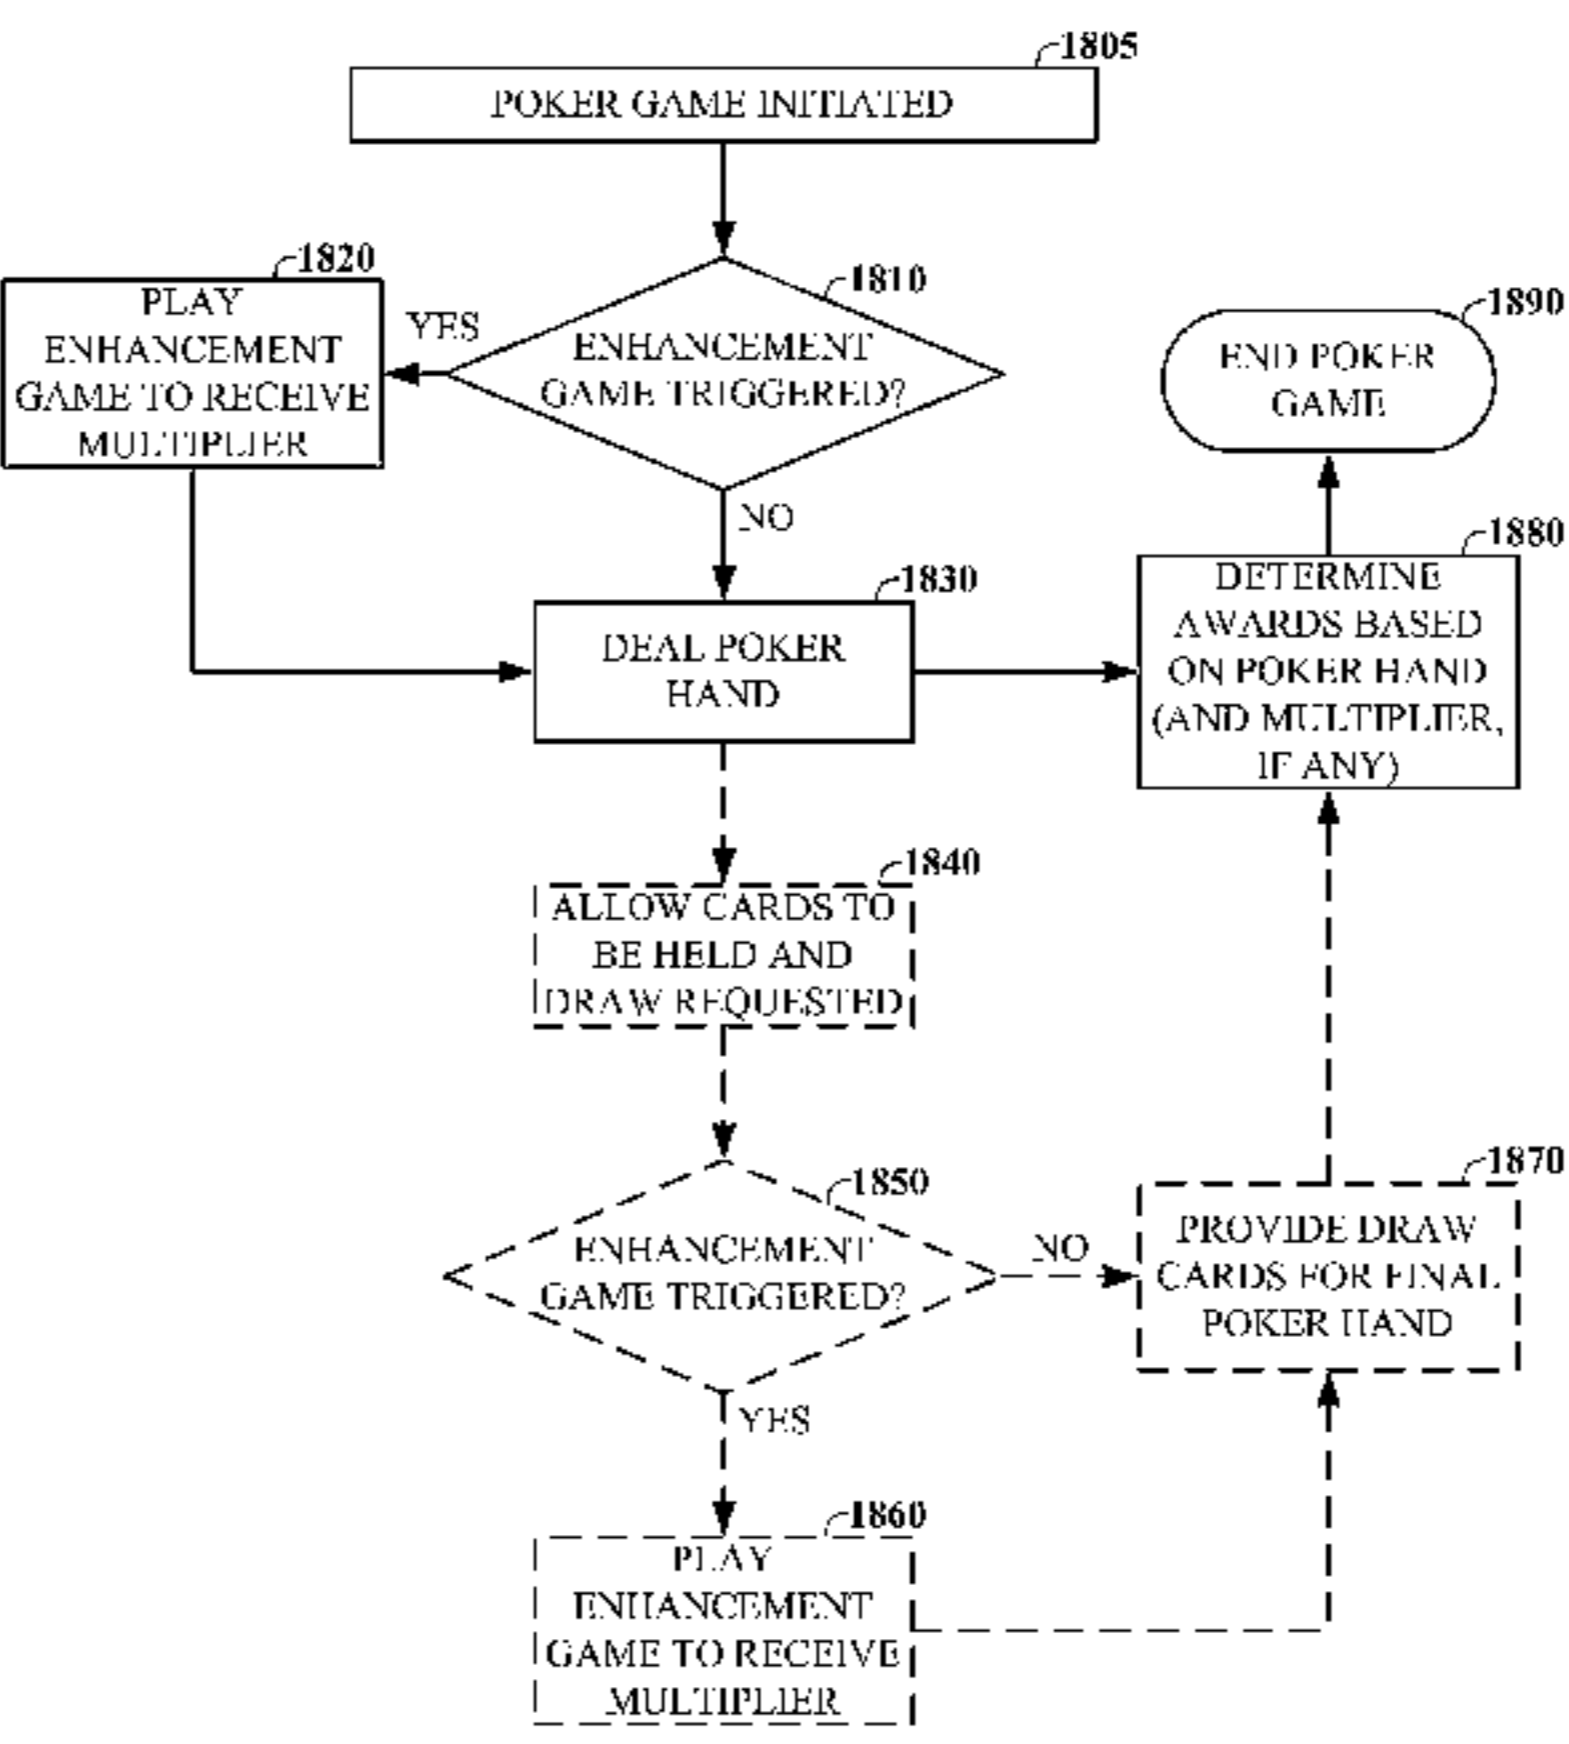 1805
POKER GAME INITIATED
1810
ENHANCEMENT
GAME TRIGGERED?
YES
NO
1820
PLAY
ENHANCEMENT
GAME TO RECEIVE
MULTIPLIER
1830
DEAL POKER
HAND
1840
ALLOW CARDS TO
BE HELD AND
DRAW REQUESTED
1850
ENHANCEMENT
GAME TRIGGERED?
NO
YES
1860
PLAY
ENHANCEMENT
GAME TO RECEIVE
MULTIPLIER
1870
PROVIDE DRAW
CARDS FOR FINAL
POKER HAND
1880
DETERMINE
AWARDS BASED
ON POKER HAND
(AND MULTIPLIER,
IF ANY)
1890
END POKER
GAME